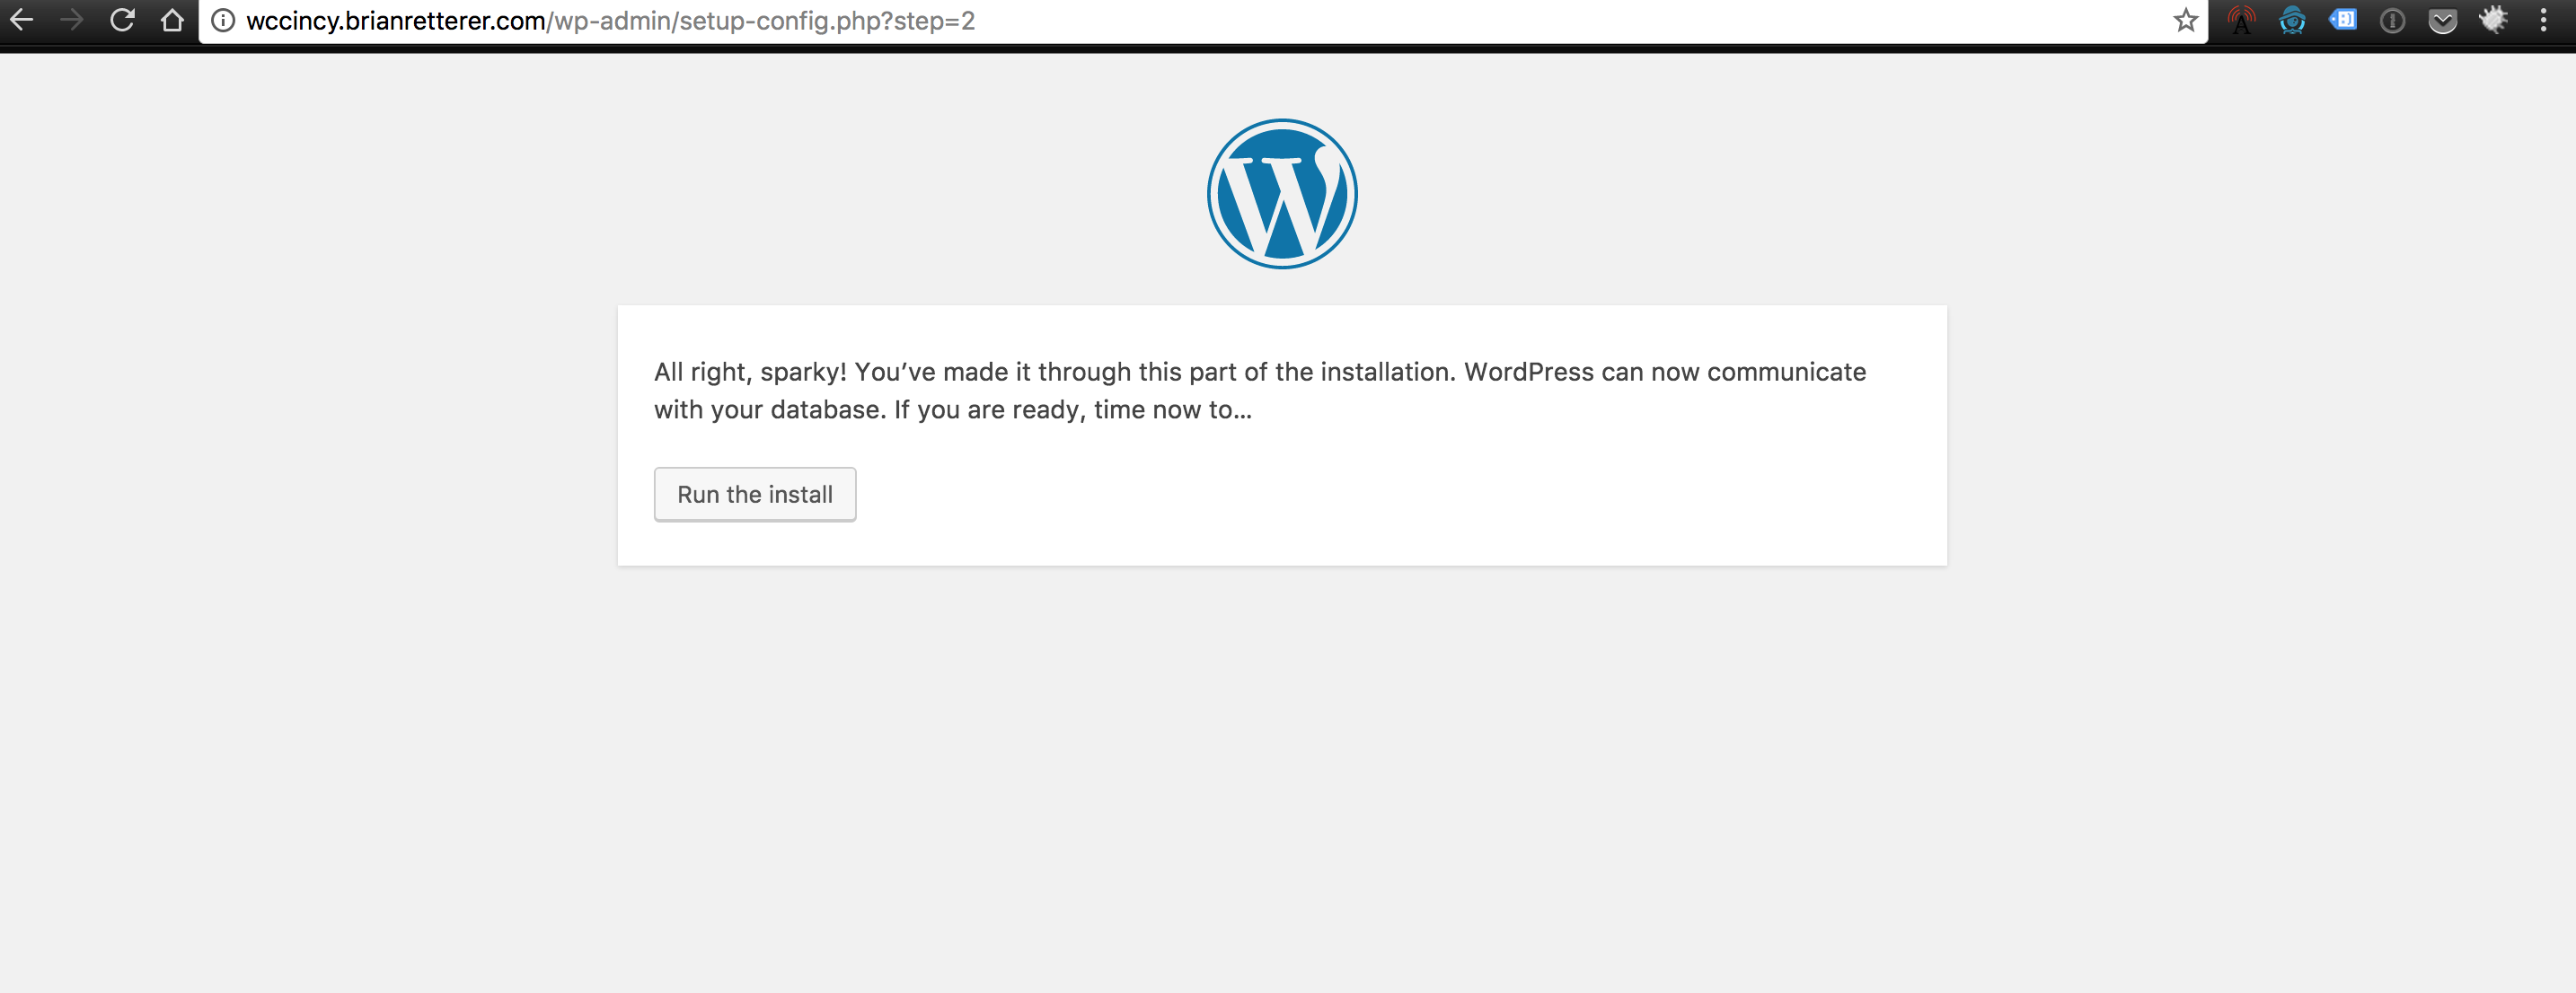 wccincy.brianretterer.com/wp-admin/setup-config.php?step=2
All right, sparky! You’ve made it through this part of the installation. WordPress can now communicate
with your database. If you are ready, time now to…
Run the install